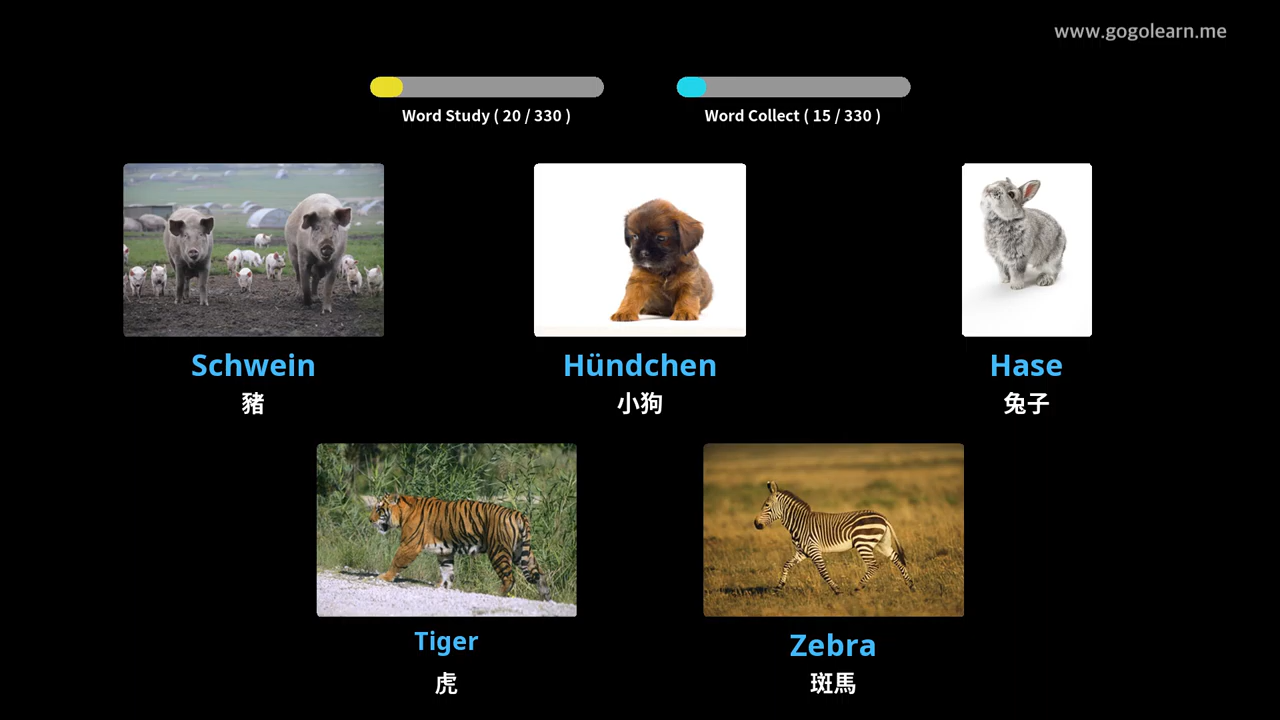 www.gogolearn.me
Word Study ( 20 / 330 )
Word Collect ( 15 / 330 )
Schwein
Hündchen
Hase
豬
小狗
兔子
Tiger
Zebra
虎
斑馬